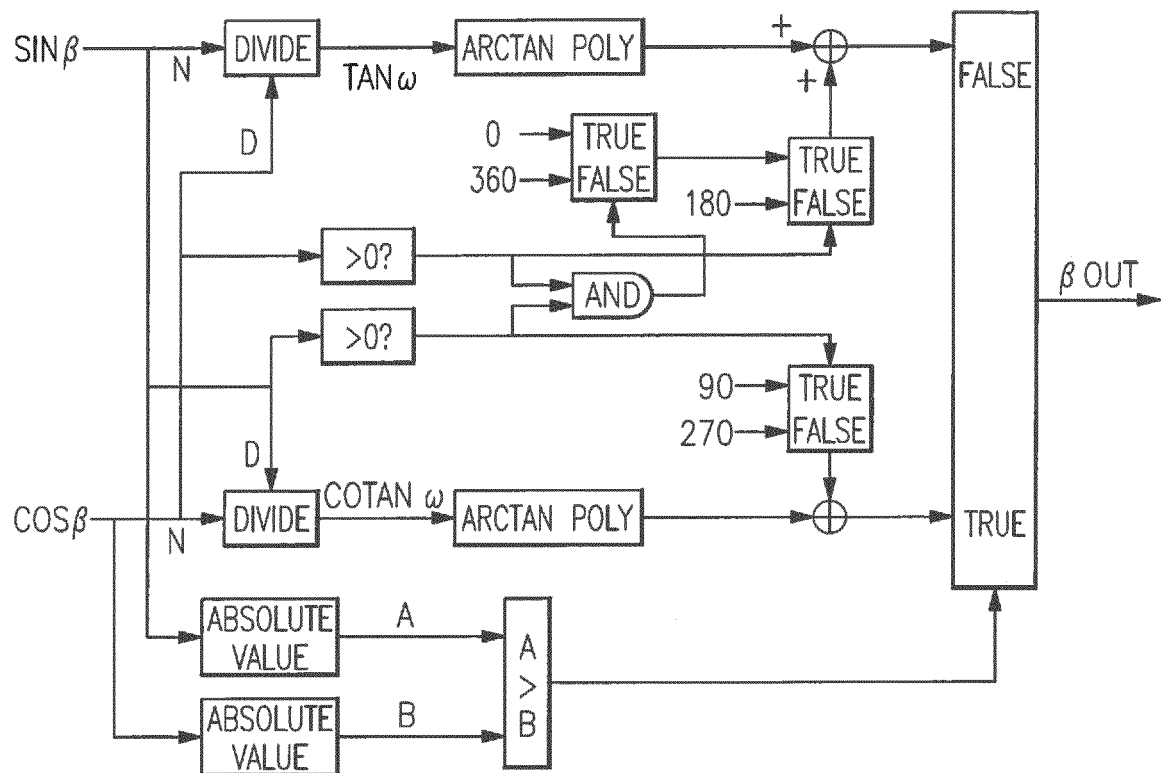 SIN β
N
DIVIDE
TAN ω
ARCTAN POLY
+
+
FALSE
D
0
360
TRUE
FALSE
180
TRUE
FALSE
>0?
AND
β OUT
>0?
90
270
TRUE
FALSE
D
COS β
N
DIVIDE
COTAN ω
ARCTAN POLY
TRUE
ABSOLUTE
VALUE
A
A
>
B
ABSOLUTE
VALUE
B